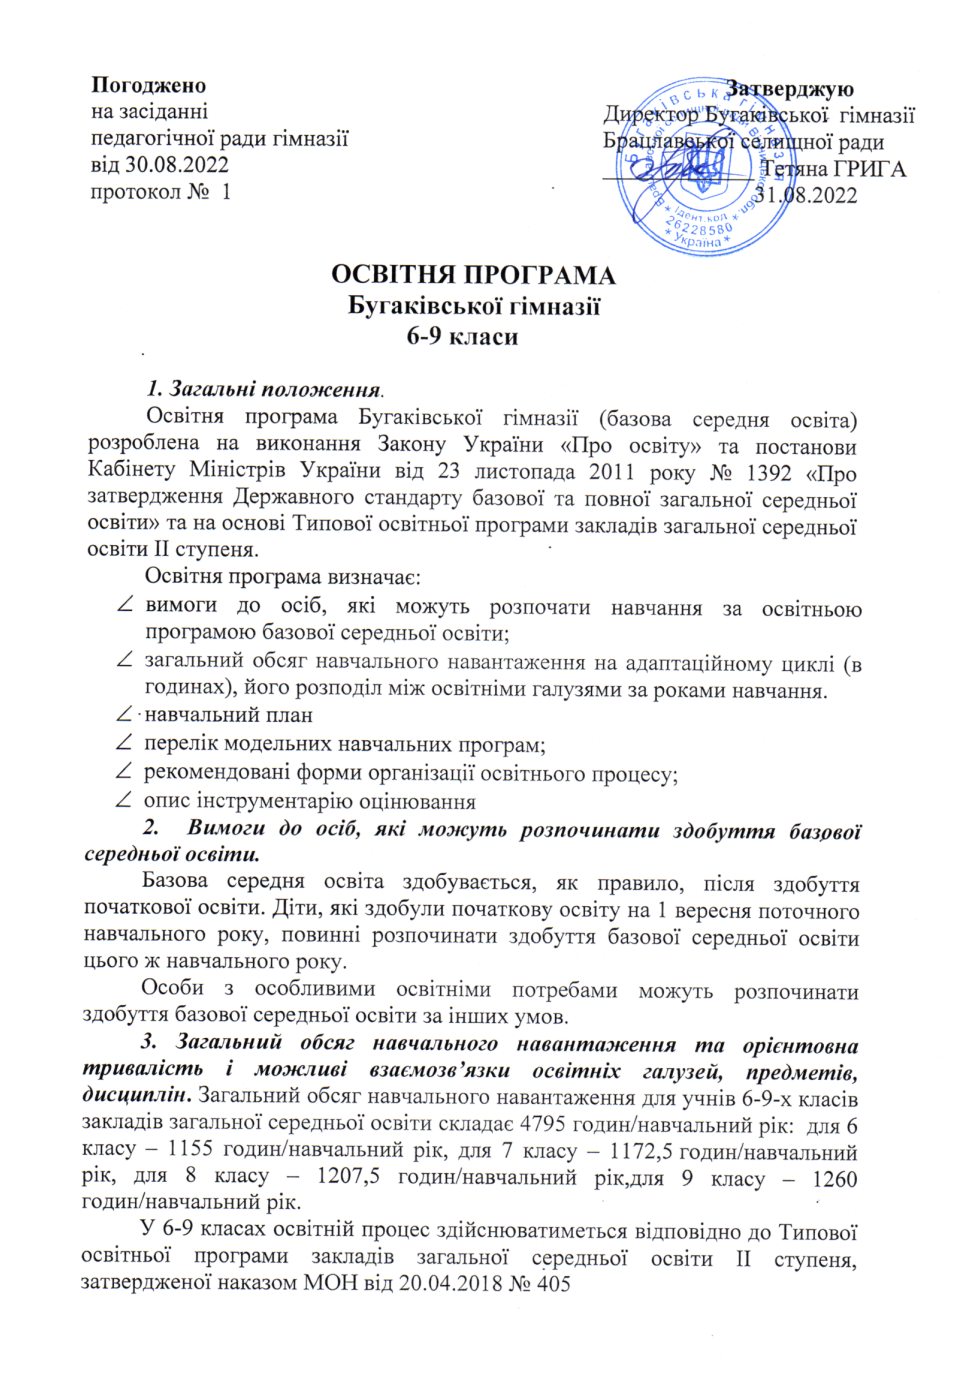 Погоджено
на засіданні
педагогічної ради гімназії
від 30.08.2022
протокол № 1
Затверджую
Директор Бугаківської гімназії
Брацлавської селищної ради
Тетяна ГРИГА
31.08.2022
Бугаківська гімназія
ідент.код
* 26228580 *
* Україна *
ОСВІТНЯ ПРОГРАМА
Бугаківської гімназії
6-9 класи
1. Загальні положення.
Освітня програма Бугаківської гімназії (базова середня освіта)
розроблена на виконання Закону України «Про освіту» та постанови
Кабінету Міністрів України від 23 листопада 2011 року № 1392 «Про
затвердження Державного стандарту базової та повної загальної середньої
освіти» та на основі Типової освітньої програми закладів загальної середньої
освіти ІІ ступеня.
Освітня програма визначає:
∠ вимоги до осіб, які можуть розпочати навчання за освітньою
програмою базової середньої освіти;
∠ загальний обсяг навчального навантаження на адаптаційному циклі (в
годинах), його розподіл між освітніми галузями за роками навчання.
∠ навчальний план
∠ перелік модельних навчальних програм;
∠ рекомендовані форми організації освітнього процесу;
∠ опис інструментарію оцінювання
2. Вимоги до осіб, які можуть розпочинати здобуття базової
середньої освіти.
Базова середня освіта здобувається, як правило, після здобуття
початкової освіти. Діти, які здобули початкову освіту на 1 вересня поточного
навчального року, повинні розпочинати здобуття базової середньої освіти
цього ж навчального року.
Особи з особливими освітніми потребами можуть розпочинати
здобуття базової середньої освіти за інших умов.
3. Загальний обсяг навчального навантаження та орієнтовна
тривалість і можливі взаємозв’язки освітніх галузей, предметів,
дисциплін. Загальний обсяг навчального навантаження для учнів 6-9-х класів
закладів загальної середньої освіти складає 4795 годин/навчальний рік: для 6
класу – 1155 годин/навчальний рік, для 7 класу – 1172,5 годин/навчальний
рік, для 8 класу – 1207,5 годин/навчальний рік,для 9 класу – 1260
годин/навчальний рік.
У 6-9 класах освітній процес здійснюватиметься відповідно до Типової
освітньої програми закладів загальної середньої освіти ІІ ступеня,
затвердженої наказом МОН від 20.04.2018 № 405